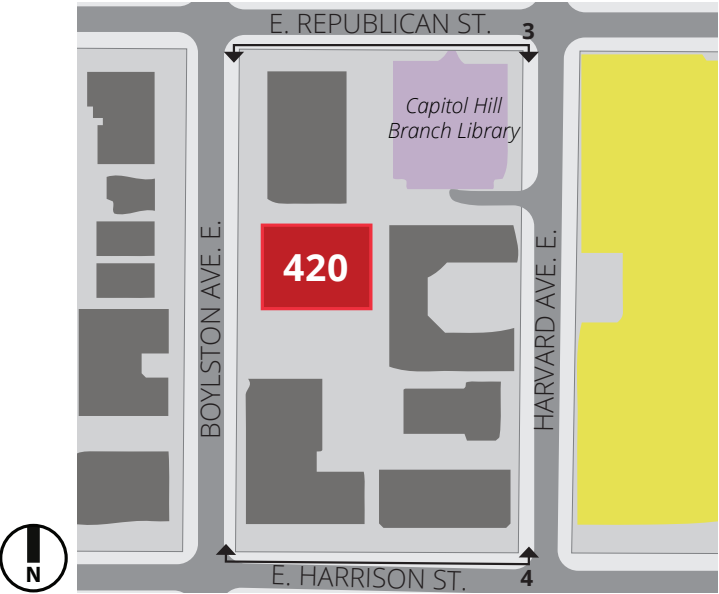 E. REPUBLICAN ST.
3
Capitol Hill
Branch Library
420
BOYLSTON AVE. E.
HARVARD AVE. E.
N
E. HARRISON ST.
4